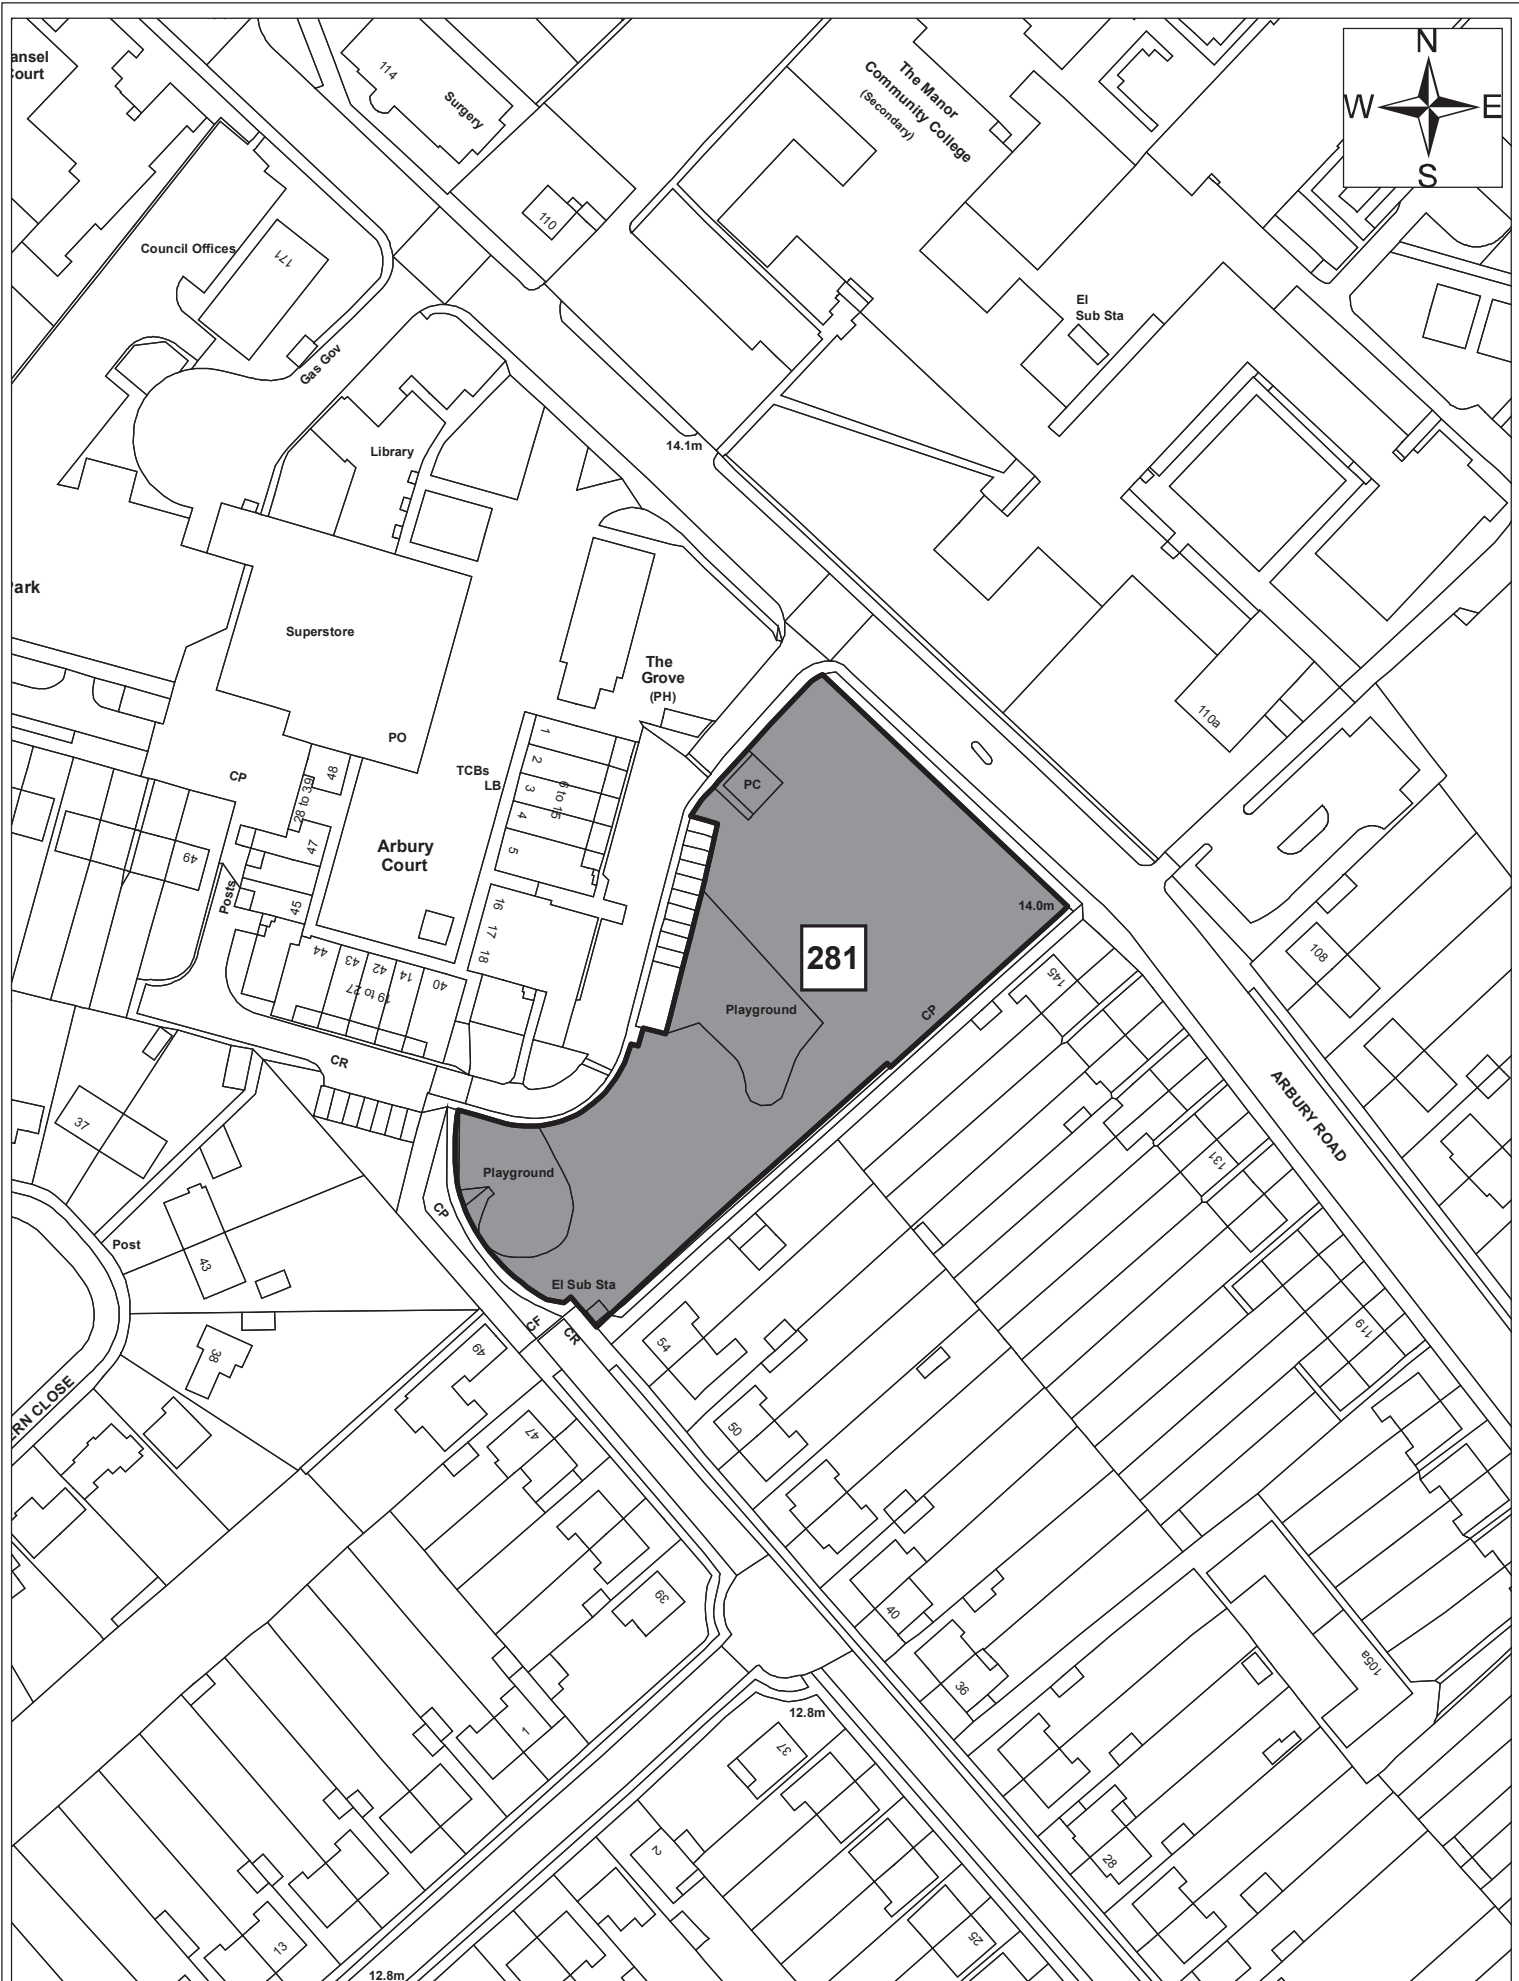 N
W
E
S
ansel
Court
114
Surgery
The Manor
Community College
(Secondary)
110
Council Offices
171
Gas Gov
El
Sub Sta
Library
14.1m
Park
Superstore
The
Grove
(PH)
110a
PO
CP
TCBs
LB
1
2
3
4
5
6 to 15
48
28 to 39
47
45
Arbury
Court
PC
49
Posts
16
17
18
44
43
42
14
40
19 to 27
14.0m
281
Playground
CP
145
108
CR
37
ARBURY ROAD
131
Playground
CP
Post
43
El Sub Sta
CF
CR
54
119
38
49
ERN CLOSE
50
47
39
40
36
105a
12.8m
1
37
2
28
25
13
12.8m